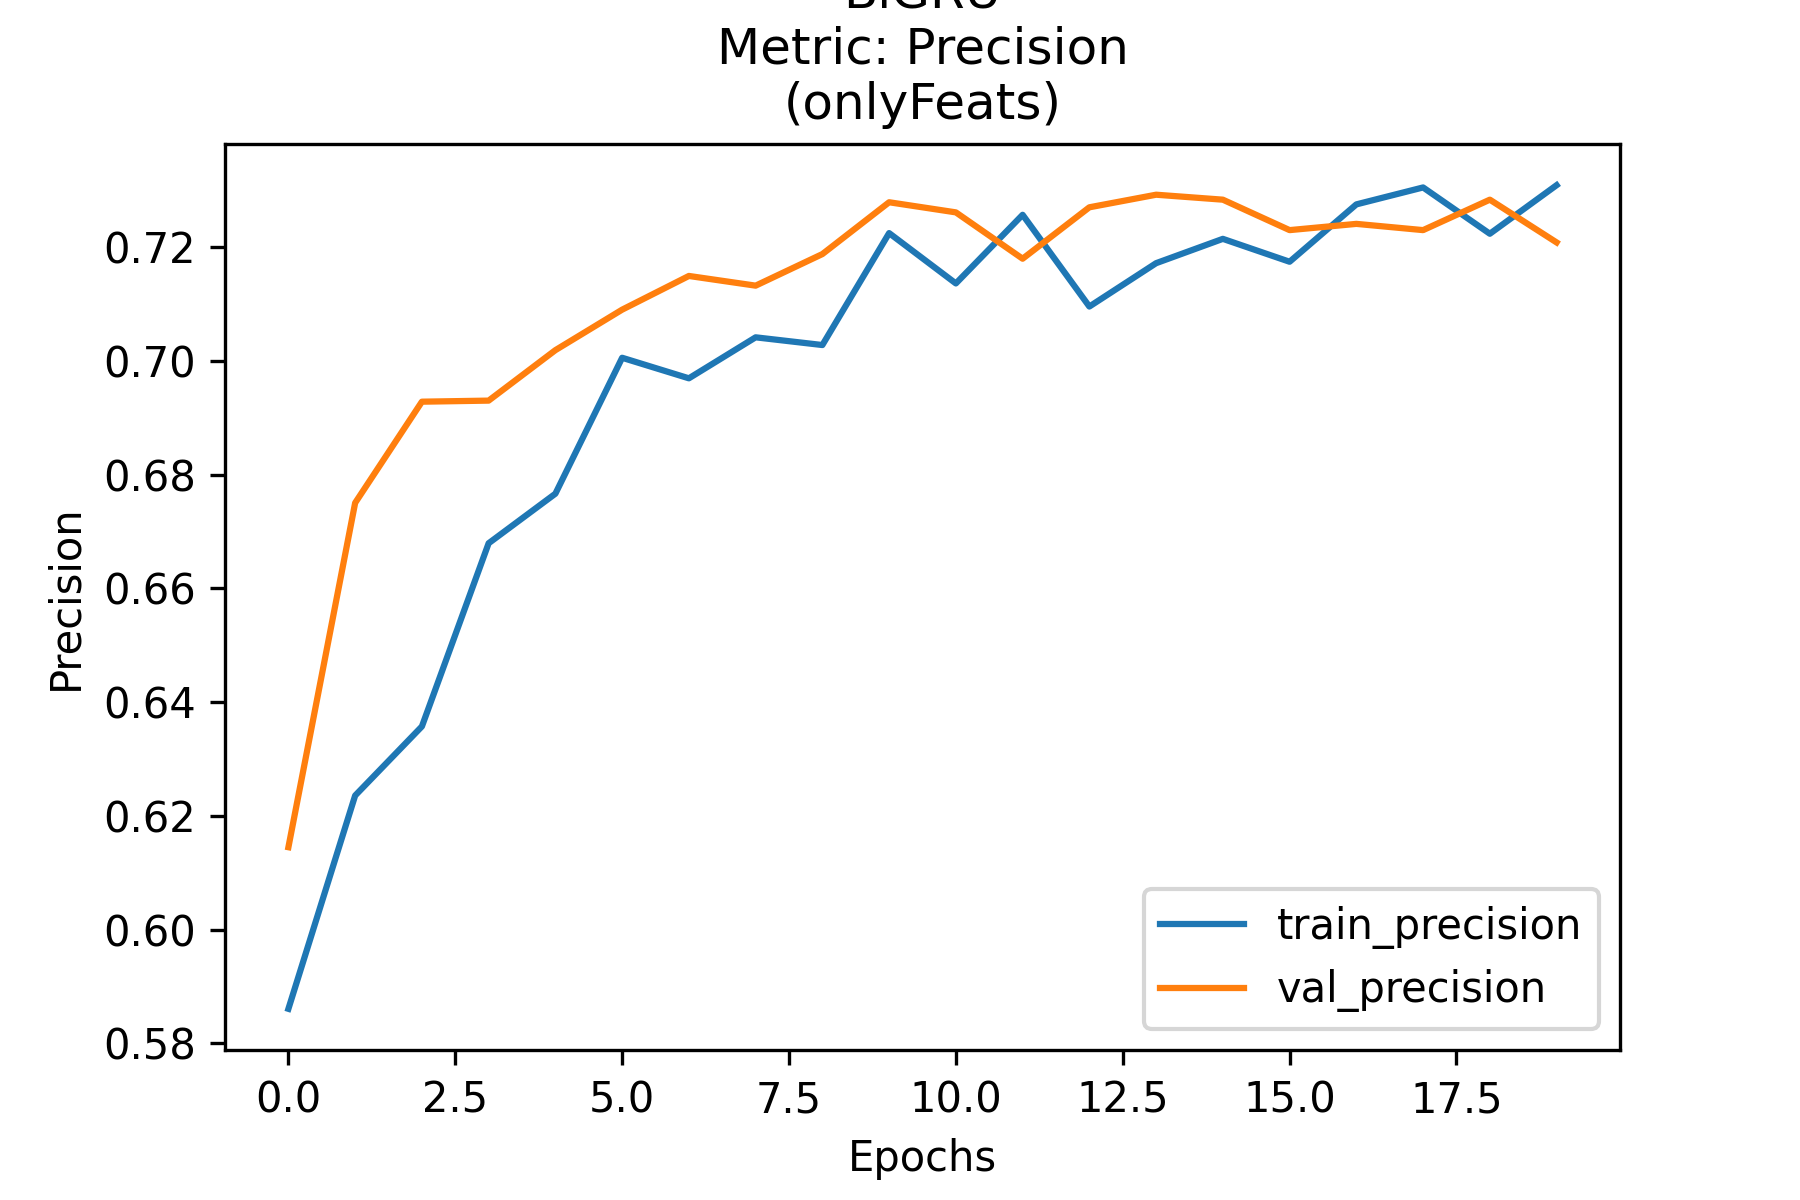 BiGRU
Metric: Precision
(onlyFeats)
Precision
0.72
0.70
0.68
0.66
0.64
0.62
0.60
0.58
train_precision
val_precision
0.0 2.5 5.0 7.5 10.0 12.5 15.0 17.5
Epochs